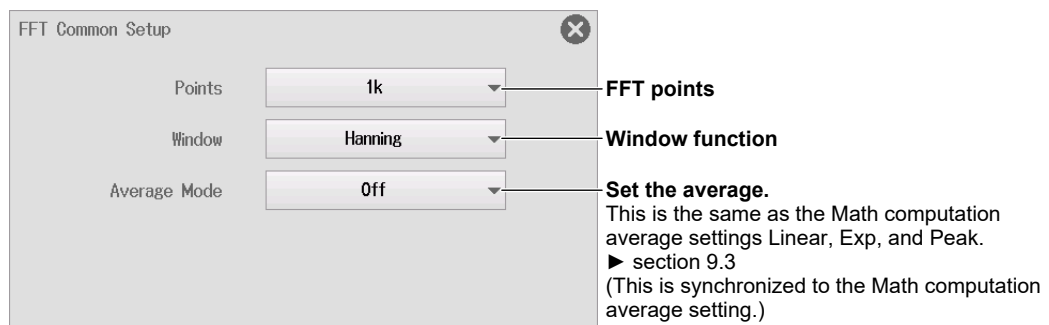 FFT Common Setup
Points
1k
FFT points
Window
Hanning
Window function
Average Mode
Off
Set the average.
This is the same as the Math computation
average settings Linear, Exp, and Peak.
► section 9.3
(This is synchronized to the Math computation
average setting.)